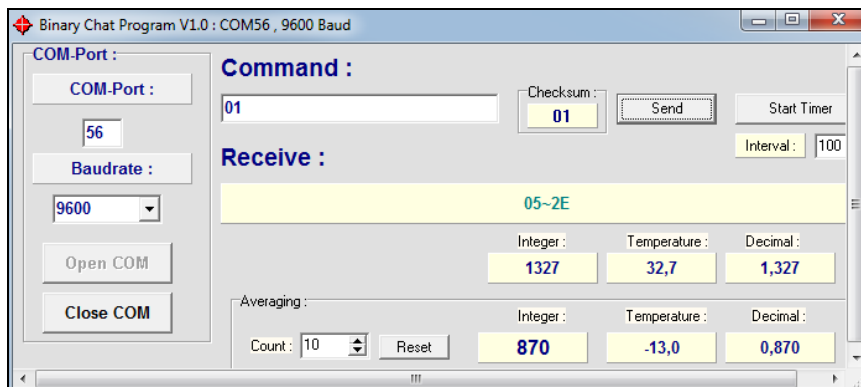 Binary Chat Program V1.0 : COM56 , 9600 Baud
COM-Port :
COM-Port :
56
Baudrate :
9600
Open COM
Close COM
Command :
01
Checksum :
01
Send
Start Timer
Interval : 100
Receive :
05~2E
Integer : Temperature : Decimal :
1327 32,7 1,327
Averaging :
Count : 10 Reset
Integer : Temperature : Decimal :
870 -13,0 0,870